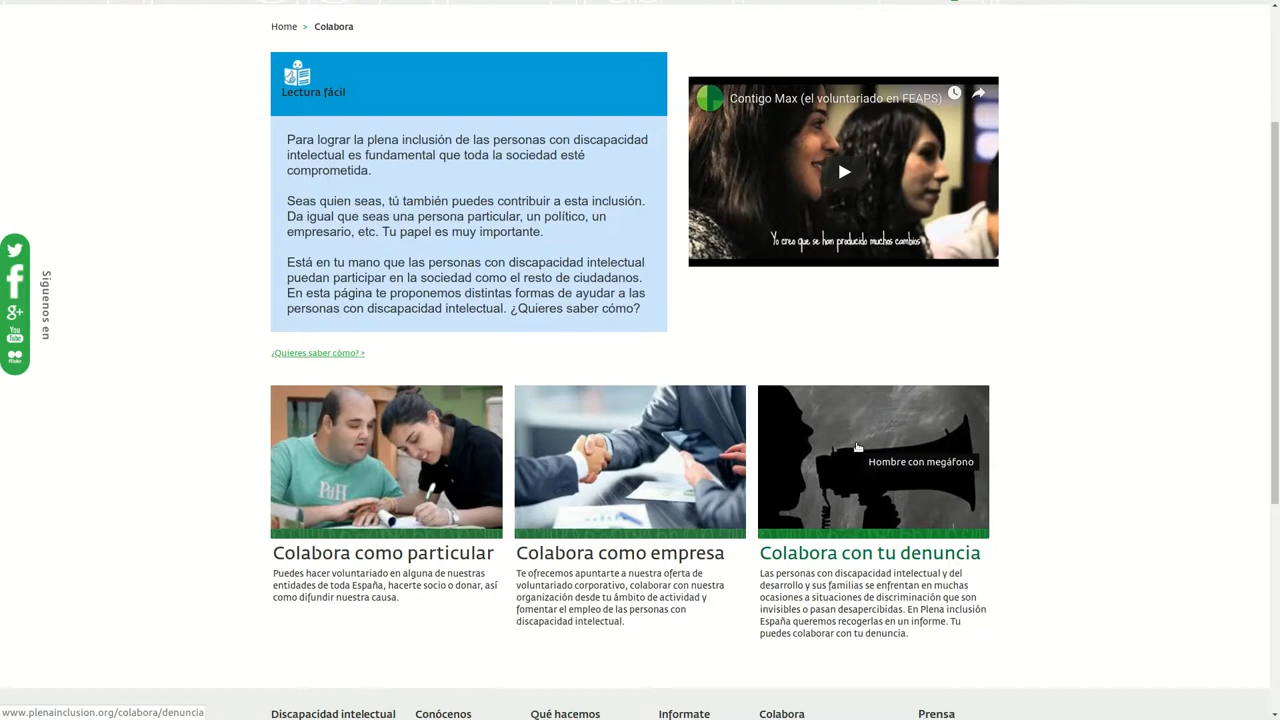 Home > Colabora
Lectura fácil
Para lograr la plena inclusión de las personas con discapacidad
intelectual es fundamental que toda la sociedad esté
comprometida.
Seas quien seas, tú también puedes contribuir a esta inclusión.
Da igual que seas una persona particular, un político, un
empresario, etc. Tu papel es muy importante.
Está en tu mano que las personas con discapacidad intelectual
puedan participar en la sociedad como el resto de ciudadanos.
En esta página te proponemos distintas formas de ayudar a las
personas con discapacidad intelectual. ¿Quieres saber cómo?
Contigo Max (el voluntariado en FEAPS)
Yo creo que se han producido muchos cambios
Síguenos en
g+
You
Tube
flickr
¿Quieres saber cómo? >
PdH
Hombre con megáfono
Colabora como particular
Puedes hacer voluntariado en alguna de nuestras
entidades de toda España, hacerte socio o donar, así
como difundir nuestra causa.
Colabora como empresa
Te ofrecemos apuntarte a nuestra oferta de
voluntariado corporativo, colaborar con nuestra
organización desde tu ámbito de actividad y
fomentar el empleo de las personas con
discapacidad intelectual.
Colabora con tu denuncia
Las personas con discapacidad intelectual y del
desarrollo y sus familias se enfrentan en muchas
ocasiones a situaciones de discriminación que son
invisibles o pasan desapercibidas. En Plena inclusión
España queremos recogerlas en un informe. Tu
puedes colaborar con tu denuncia.
www.plenainclusion.org/colabora/denuncia
Discapacidad intelectual Conócenos Qué hacemos Informate Colabora Prensa